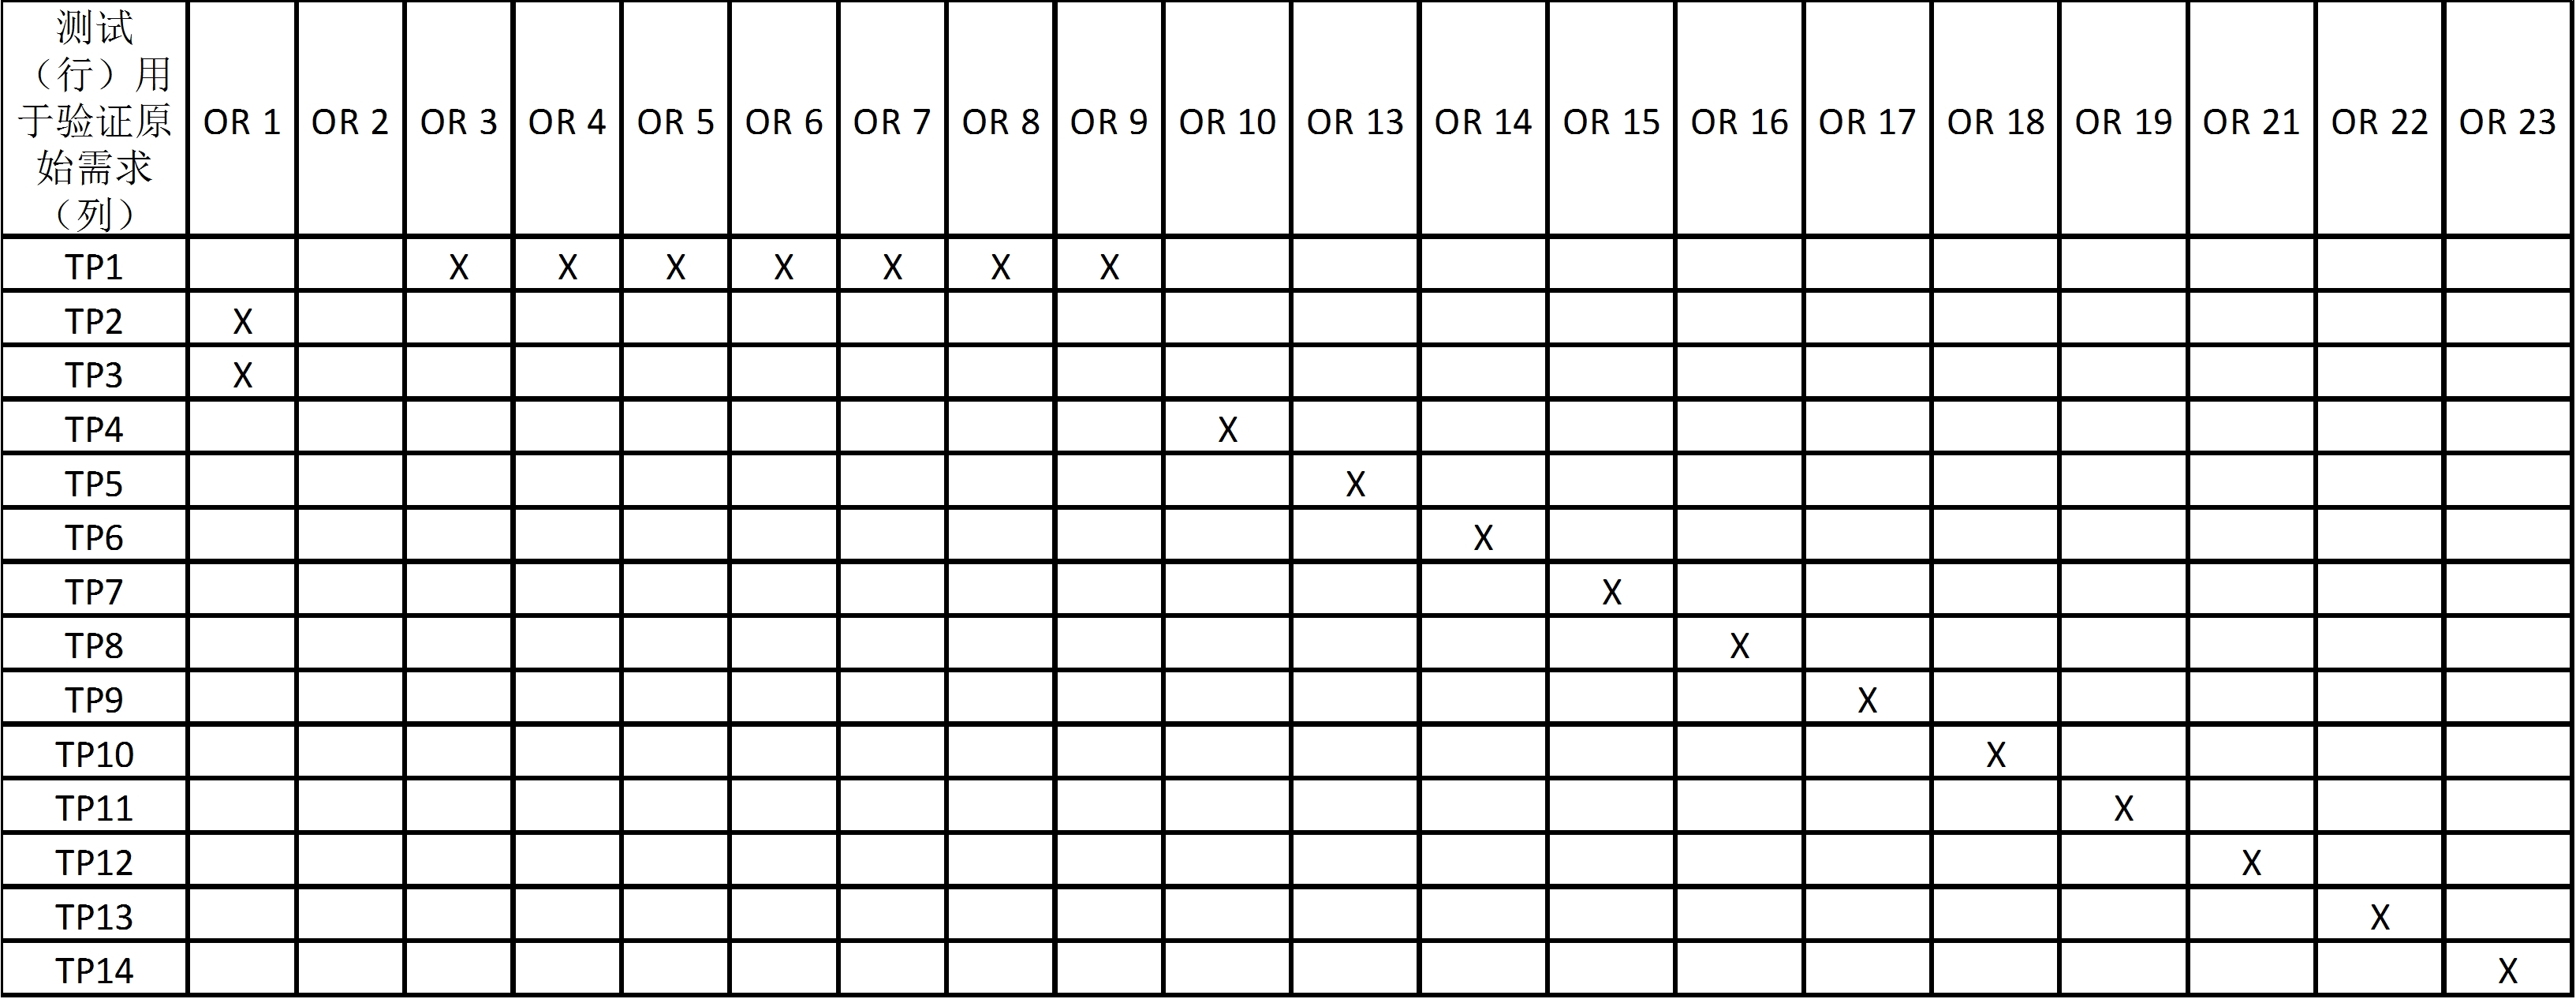 测试
（行）用
于验证原
始需求
（列）
OR 1 OR 2 OR 3 OR 4 OR 5 OR 6 OR 7 OR 8 OR 9 OR 10 OR 13 OR 14 OR 15 OR 16 OR 17 OR 18 OR 19 OR 21 OR 22 OR 23
TP1 X X X X X X X
TP2 X
TP3 X
TP4 X
TP5 X
TP6 X
TP7 X
TP8 X
TP9 X
TP10 X
TP11 X
TP12 X
TP13 X
TP14 X